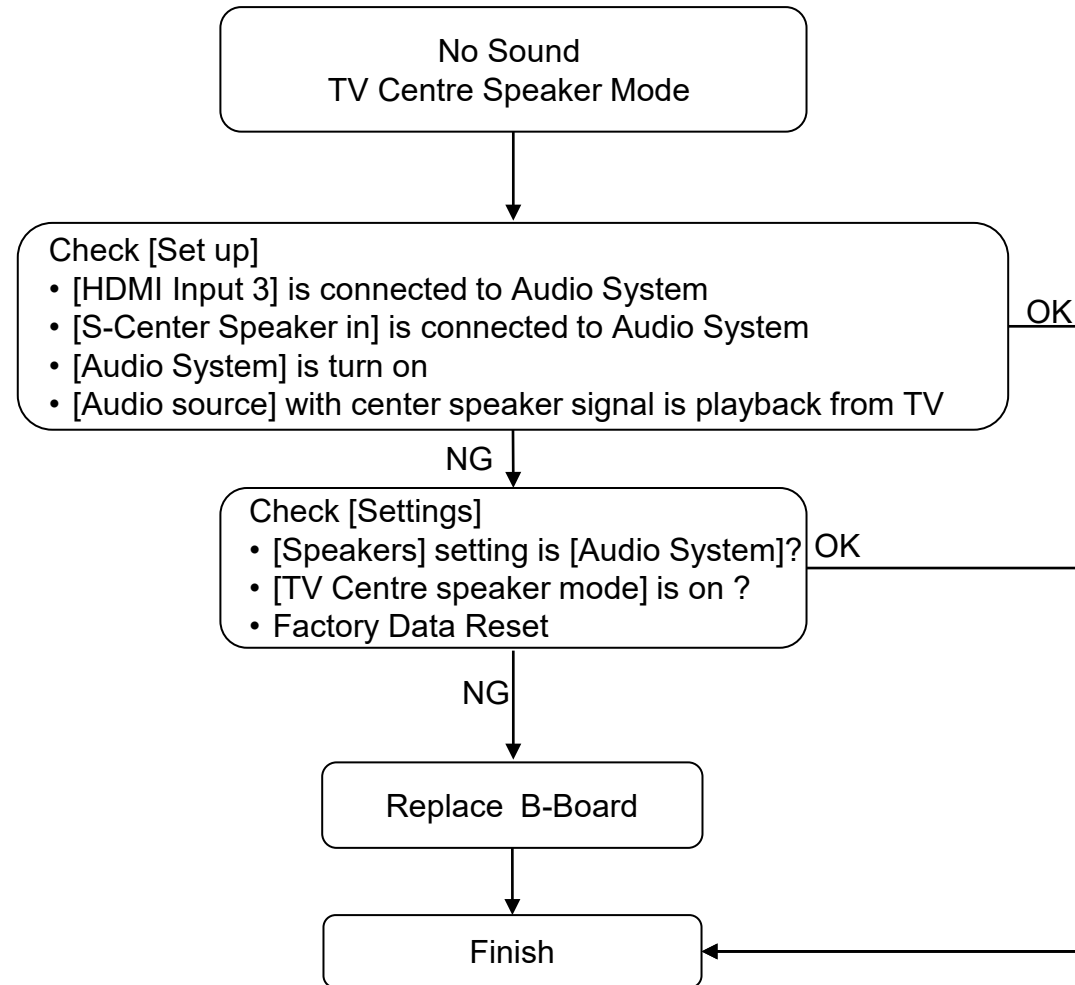 No Sound
TV Centre Speaker Mode
Check [Set up]
• [HDMI Input 3] is connected to Audio System
• [S-Center Speaker in] is connected to Audio System
• [Audio System] is turn on
• [Audio source] with center speaker signal is playback from TV
OK
NG
Check [Settings]
• [Speakers] setting is [Audio System]?
• [TV Centre speaker mode] is on ?
• Factory Data Reset
OK
NG
Replace B-Board
Finish